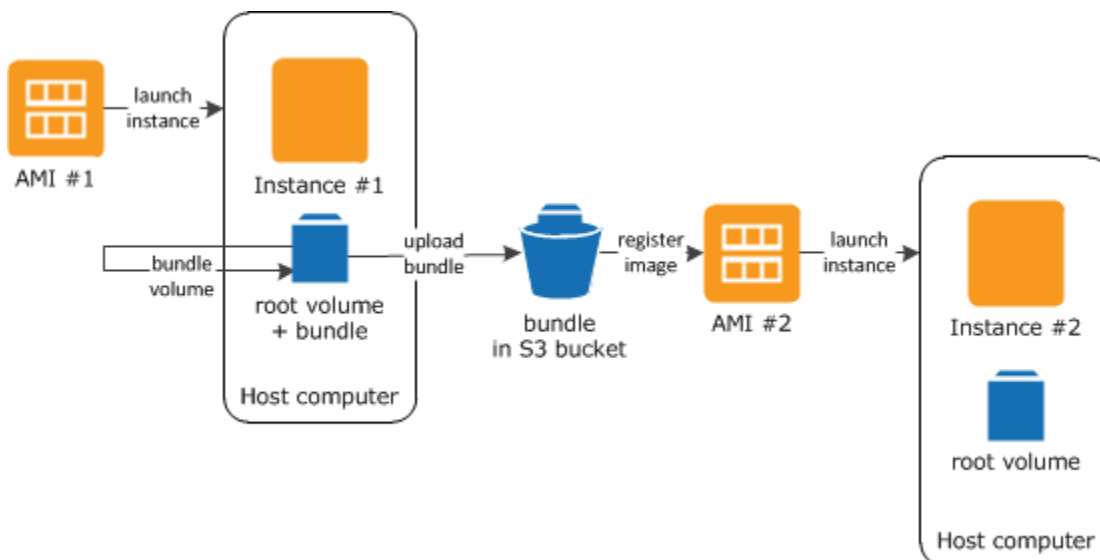 launch
instance
AMI #1
Instance #1
bundle
volume
root volume
+ bundle
Host computer
upload
bundle
bundle
in S3 bucket
register
image
AMI #2
launch
instance
Instance #2
root volume
Host computer